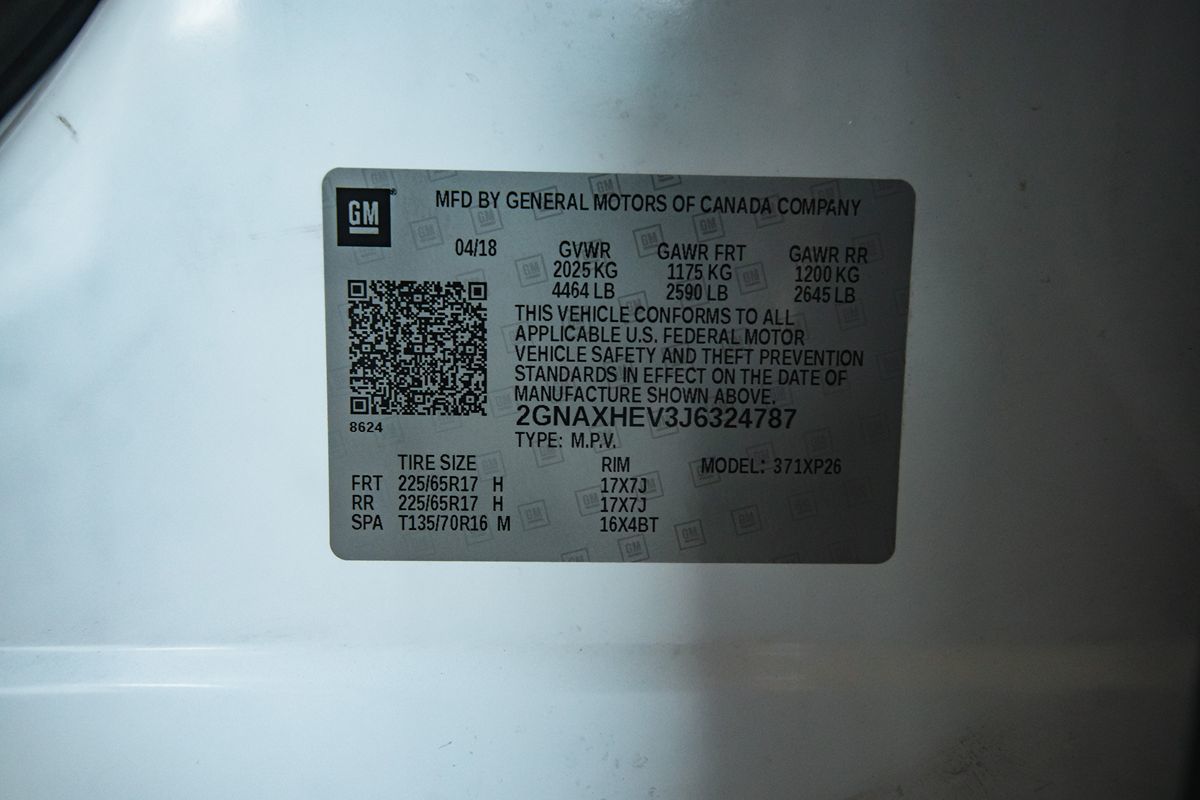 GM
MFD BY GENERAL MOTORS OF CANADA COMPANY
04/18 GVWR GAWR FRT GAWR RR
2025 KG 1175 KG 1200 KG
4464 LB 2590 LB 2645 LB
THIS VEHICLE CONFORMS TO ALL
APPLICABLE U.S. FEDERAL MOTOR
VEHICLE SAFETY AND THEFT PREVENTION
STANDARDS IN EFFECT ON THE DATE OF
MANUFACTURE SHOWN ABOVE.
8624
2GNAXHEV3J6324787
TYPE: M.P.V.
TIRE SIZE RIM MODEL: 371XP26
FRT 225/65R17 H 17X7J
RR 225/65R17 H 17X7J
SPA T135/70R16 M 16X4BT